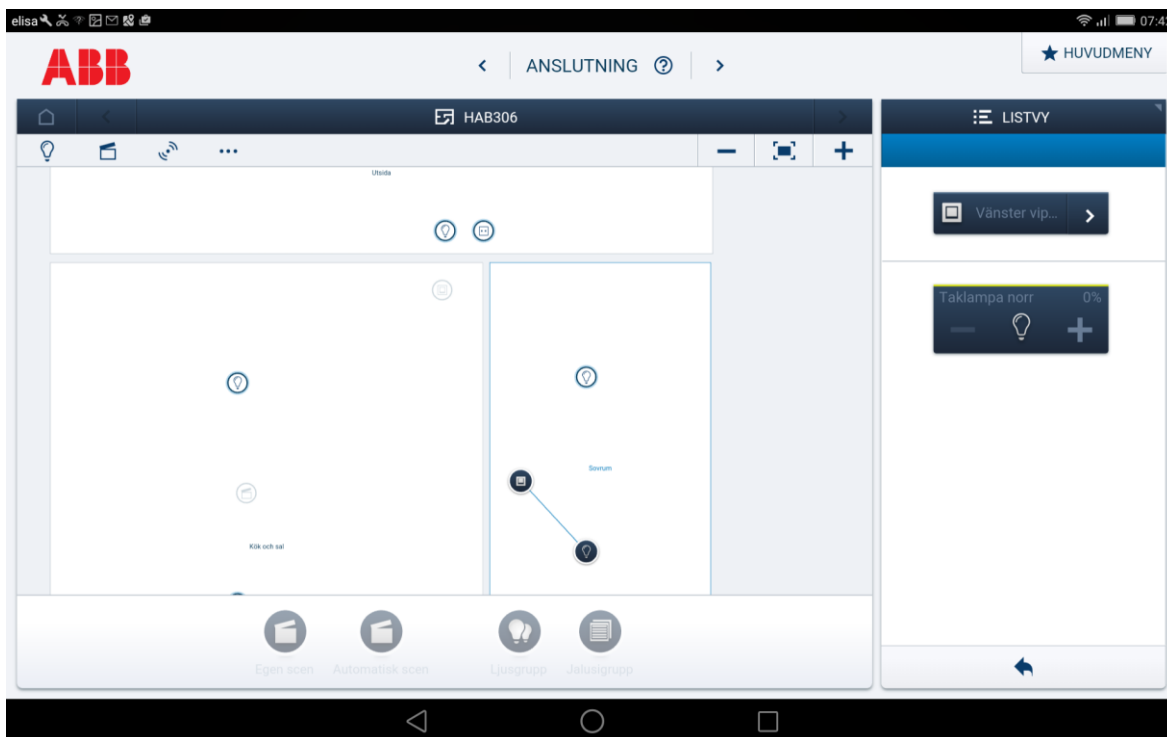 elisa
07:42
ABB
ANSLUTNING
HUVUDMENY
HAB306
LISTVY
Utsida
Vänster vip...
Taklampa norr 0%
Sovrum
Kök och sal
Egen scen Automatisk scen Ljusgrupp Jalusigrupp